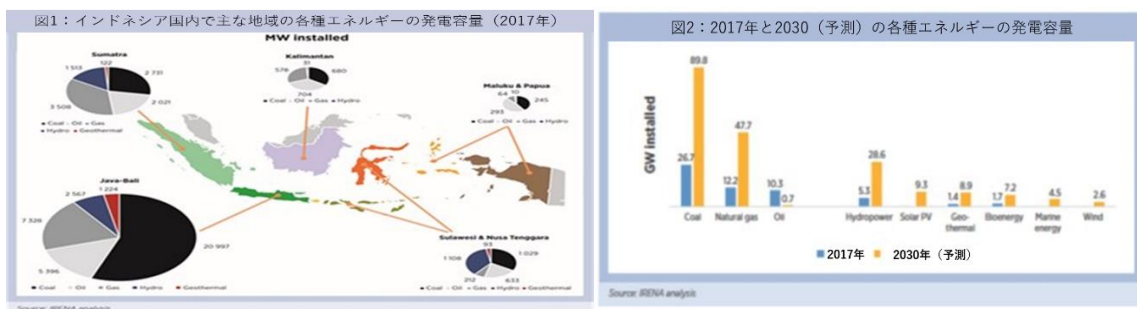 図1：インドネシア国内で主な地域の各種エネルギーの発電容量（2017年）
MW installed
Sumatra
122
1 513
2 731
3 508
2 021
Coal Oil Gas
Hydro Geothermal
Kalimantan
31
578
680
704
Coal Oil Gas Hydro
Maluku & Papua
10
64
245
293
Coal Oil Gas Hydro
Java-Bali
1 224
2 567
7 326
20 997
5 396
Coal Oil Gas Hydro Geothermal
Sulawesi & Nusa Tenggara
93
1 108
1 029
212
633
Coal Oil Gas Hydro Geothermal
Source: IRENA analysis
図2：2017年と2030（予測）の各種エネルギーの発電容量
GW installed
89.8
26.7
47.7
12.2
10.3
0.7
28.6
5.3
9.3
8.9
1.4
7.2
1.7
4.5
2.6
Coal
Natural gas
Oil
Hydropower
Solar PV
Geo-
thermal
Bioenergy
Marine
energy
Wind
2017年 2030年（予測）
Source: IRENA analysis